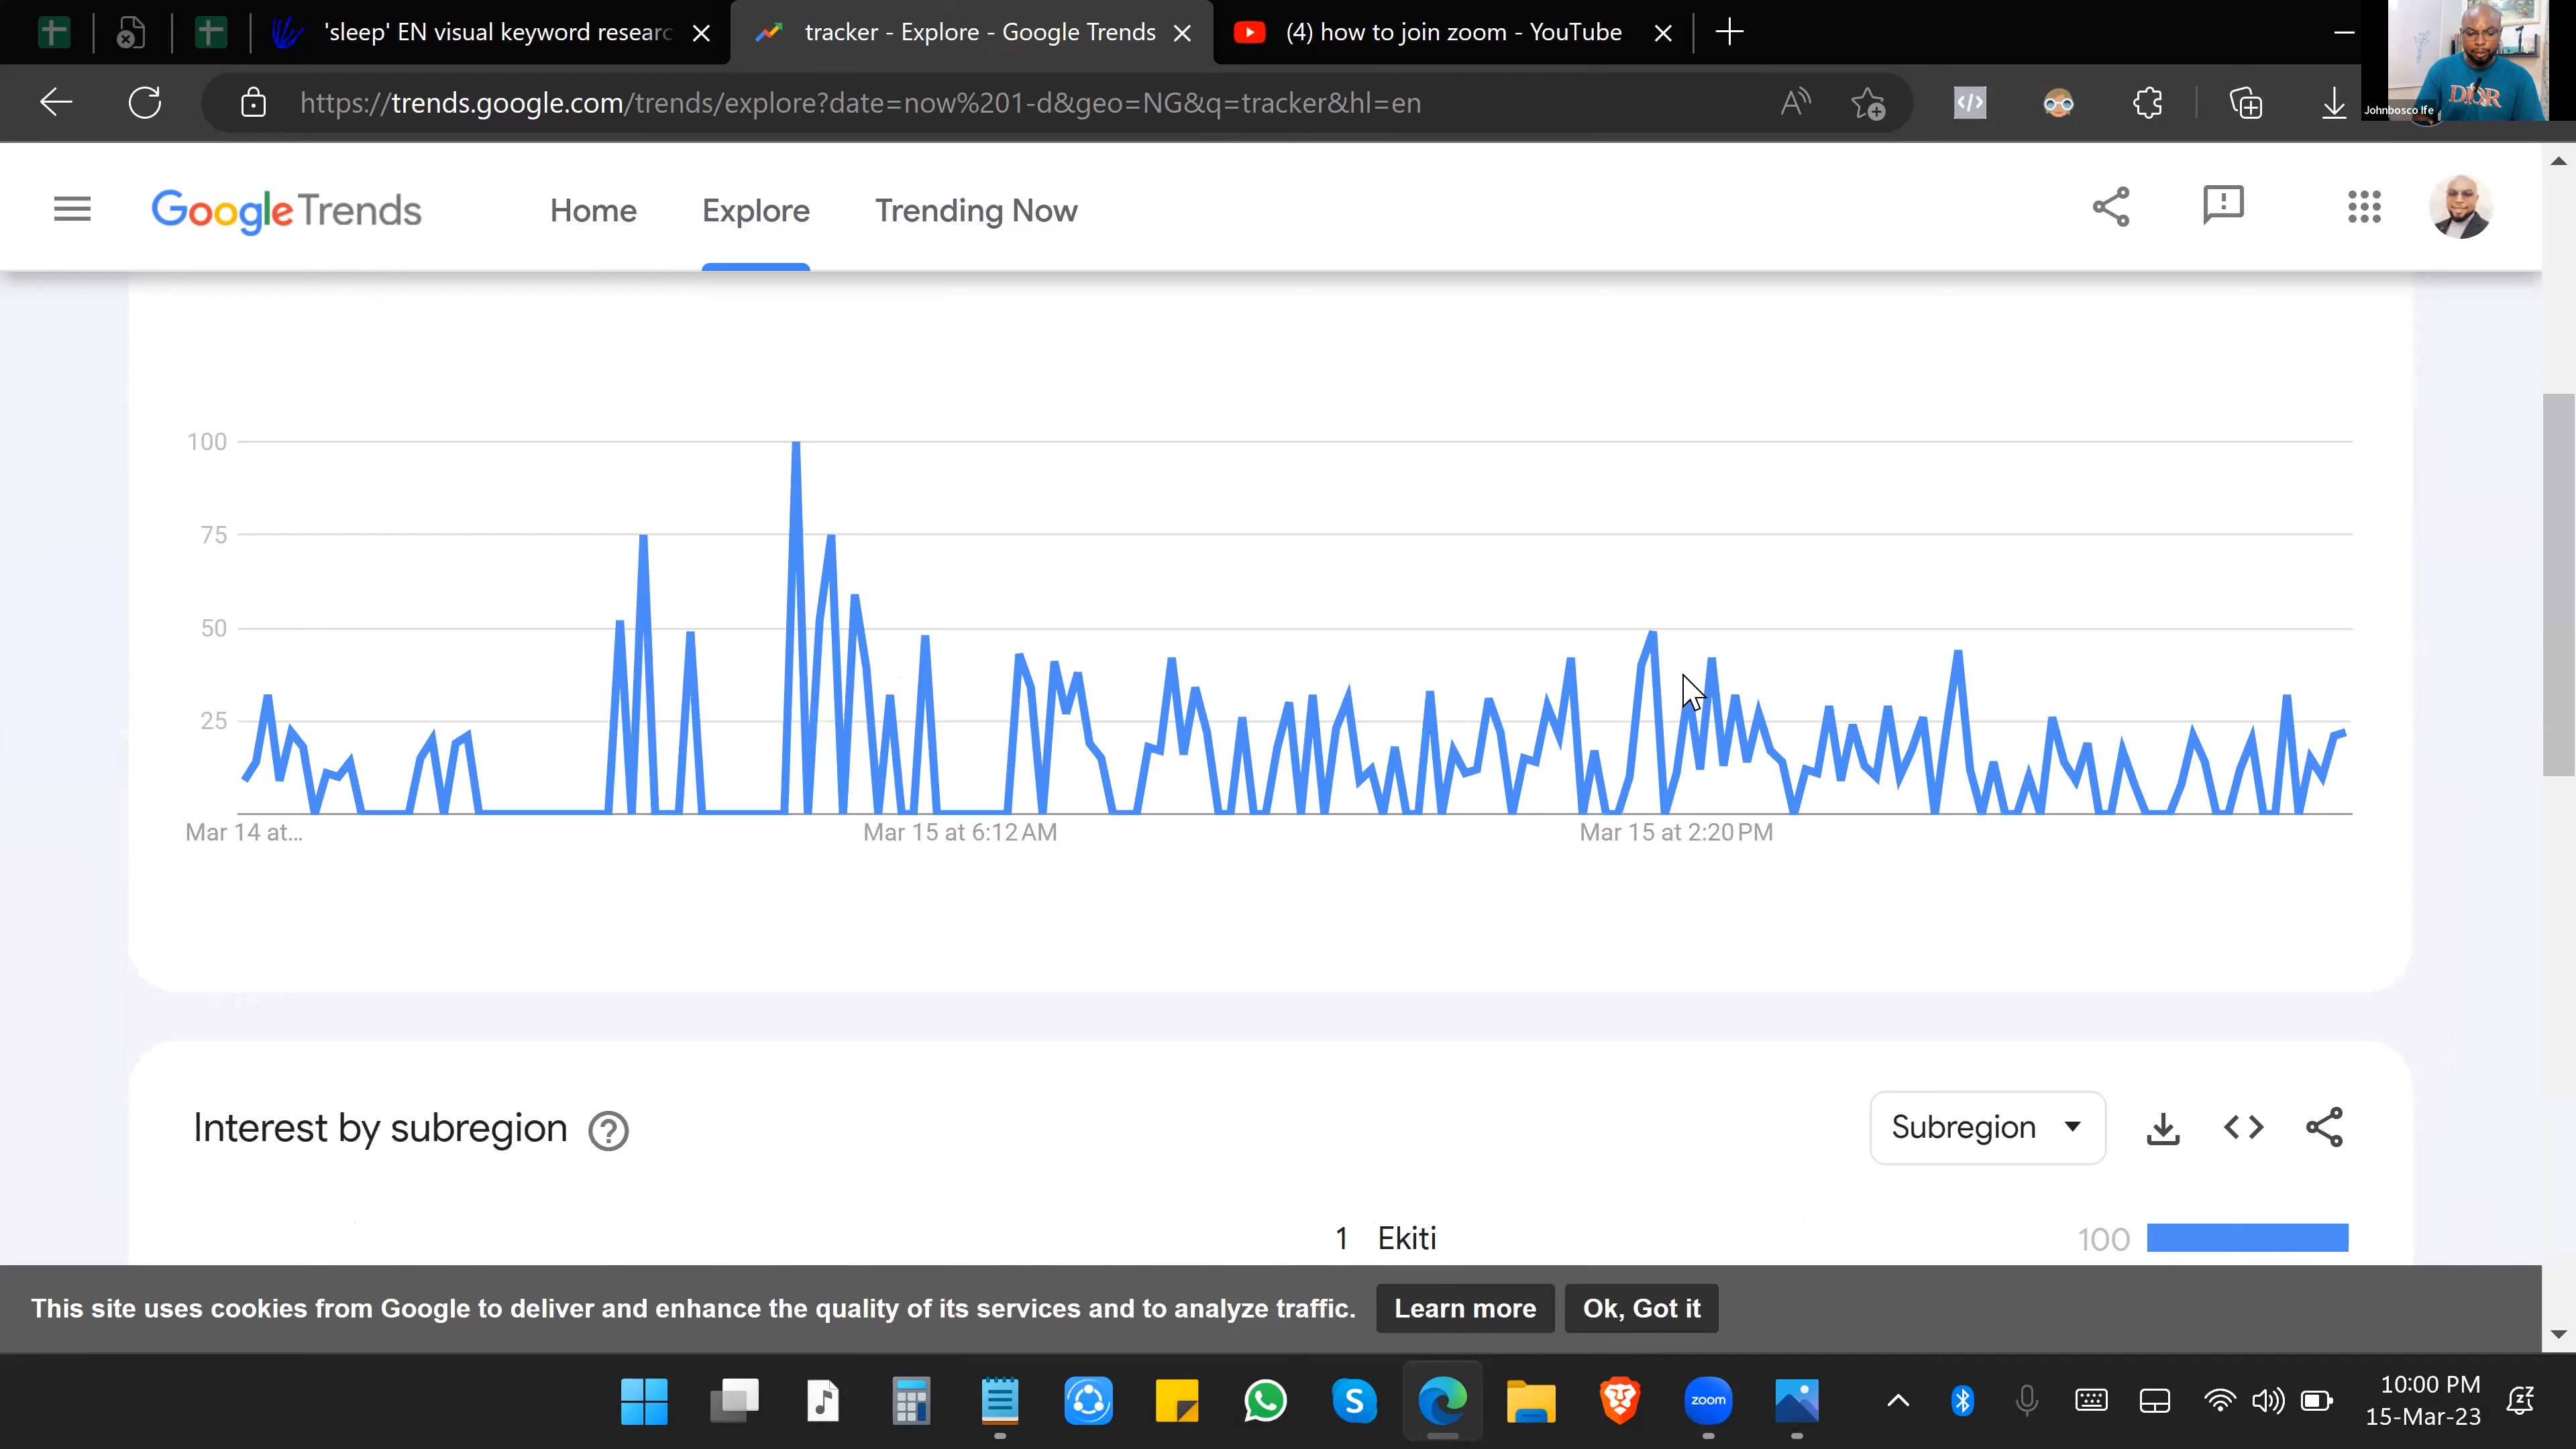 'sleep' EN visual keyword researc
tracker - Explore - Google Trends
(4) how to join zoom - YouTube
https://trends.google.com/trends/explore?date=now%201-d&geo=NG&q=tracker&hl=en
DIOR
Johnbosco Ife
Google Trends
Home
Explore
Trending Now
100
75
50
25
Mar 14 at...
Mar 15 at 6:12 AM
Mar 15 at 2:20 PM
Interest by subregion
Subregion
1 Ekiti 100
This site uses cookies from Google to deliver and enhance the quality of its services and to analyze traffic.
Learn more
Ok, Got it
zoom
10:00 PM
15-Mar-23